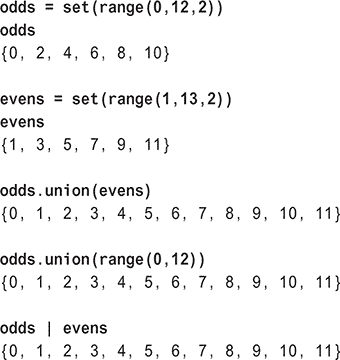 odds = set(range(0,12,2))
odds
{0, 2, 4, 6, 8, 10}
evens = set(range(1,13,2))
evens
{1, 3, 5, 7, 9, 11}
odds.union(evens)
{0, 1, 2, 3, 4, 5, 6, 7, 8, 9, 10, 11}
odds.union(range(0,12))
{0, 1, 2, 3, 4, 5, 6, 7, 8, 9, 10, 11}
odds | evens
{0, 1, 2, 3, 4, 5, 6, 7, 8, 9, 10, 11}